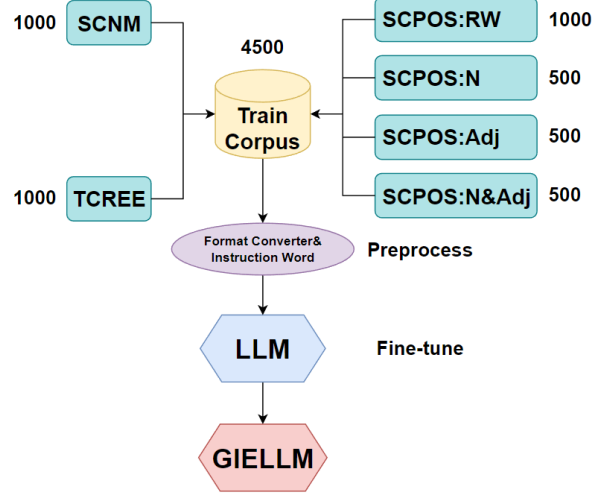 1000
SCNM
4500
SCPOS:RW
1000
SCPOS:N
500
Train
Corpus
SCPOS:Adj
500
1000
TCREE
SCPOS:N&Adj
500
Format Converter&
Instruction Word
Preprocess
LLM
Fine-tune
GIELLM